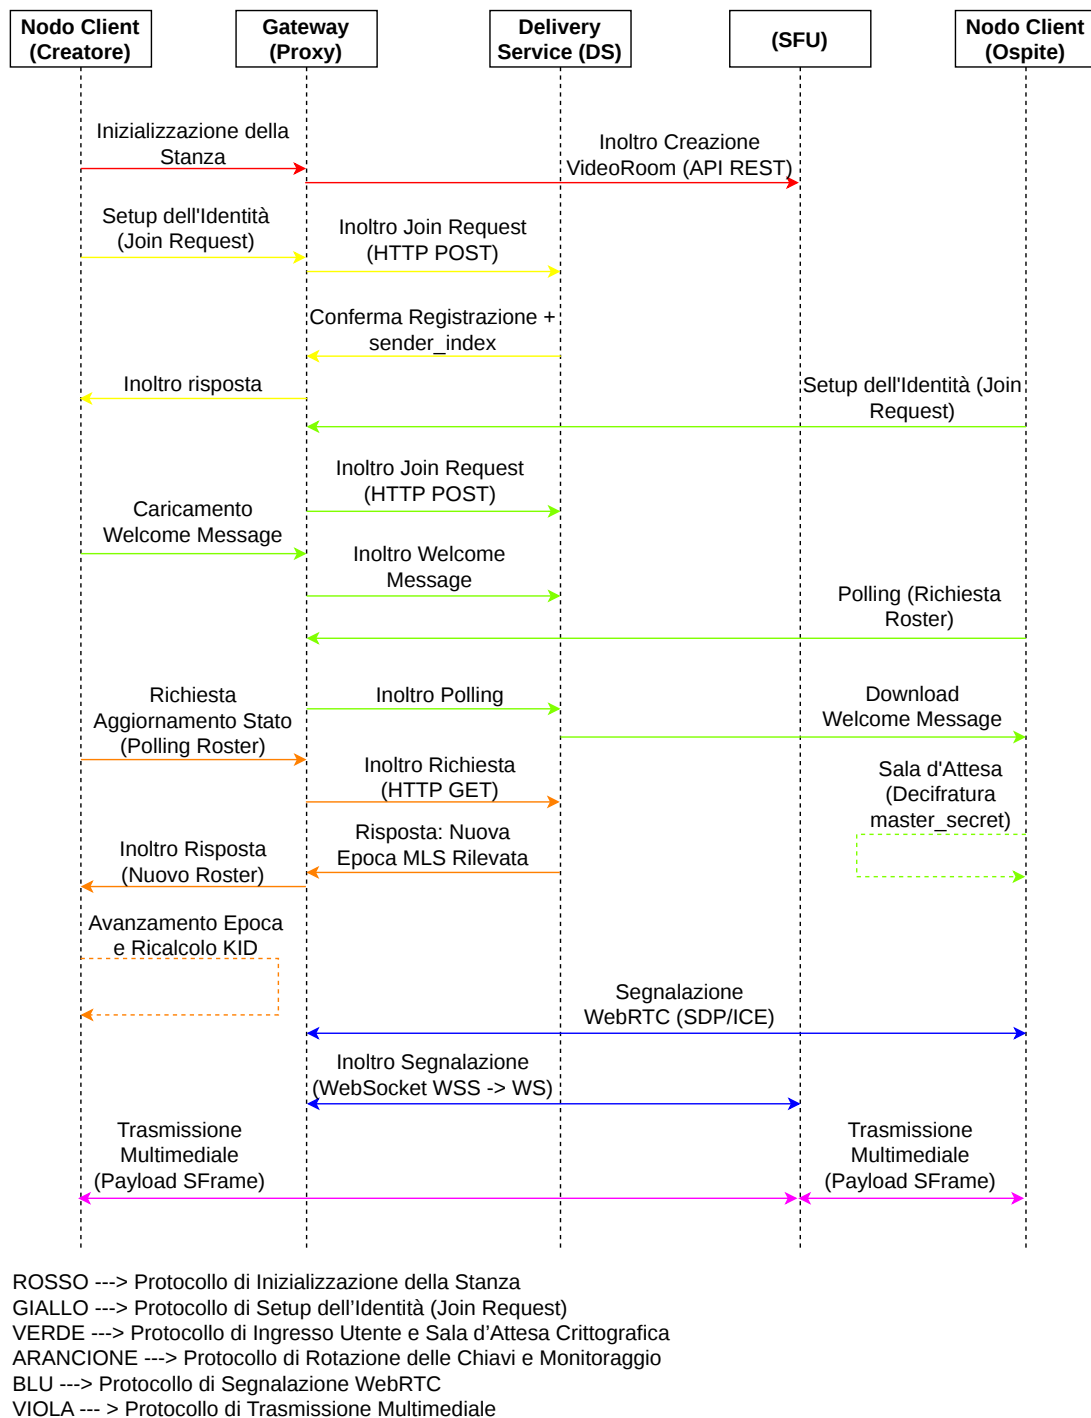 Nodo Client
(Creatore)
Gateway
(Proxy)
Delivery
Service (DS)
(SFU)
Nodo Client
(Ospite)
Inizializzazione della
Stanza
Inoltro Creazione
VideoRoom (API REST)
Setup dell'Identità
(Join Request)
Inoltro Join Request
(HTTP POST)
Conferma Registrazione +
sender_index
Inoltro risposta
Setup dell'Identità (Join
Request)
Inoltro Join Request
(HTTP POST)
Caricamento
Welcome Message
Inoltro Welcome
Message
Polling (Richiesta
Roster)
Richiesta
Aggiornamento Stato
(Polling Roster)
Inoltro Polling
Download
Welcome Message
Inoltro Richiesta
(HTTP GET)
Sala d'Attesa
(Decifratura
master_secret)
Risposta: Nuova
Epoca MLS Rilevata
Inoltro Risposta
(Nuovo Roster)
Avanzamento Epoca
e Ricalcolo KID
Segnalazione
WebRTC (SDP/ICE)
Inoltro Segnalazione
(WebSocket WSS -> WS)
Trasmissione
Multimediale
(Payload SFrame)
Trasmissione
Multimediale
(Payload SFrame)
ROSSO ---> Protocollo di Inizializzazione della Stanza
GIALLO ---> Protocollo di Setup dell’Identità (Join Request)
VERDE ---> Protocollo di Ingresso Utente e Sala d’Attesa Crittografica
ARANCIONE ---> Protocollo di Rotazione delle Chiavi e Monitoraggio
BLU ---> Protocollo di Segnalazione WebRTC
VIOLA --- > Protocollo di Trasmissione Multimediale